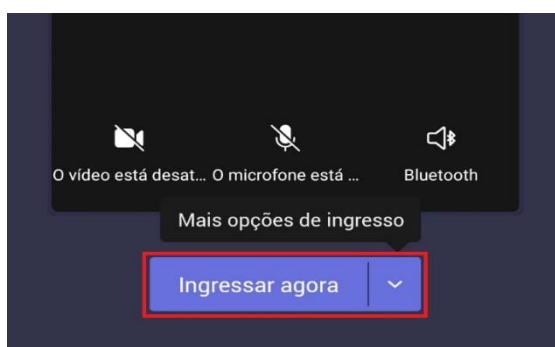 O vídeo está desat... O microfone está ... Bluetooth
Mais opções de ingresso
Ingressar agora